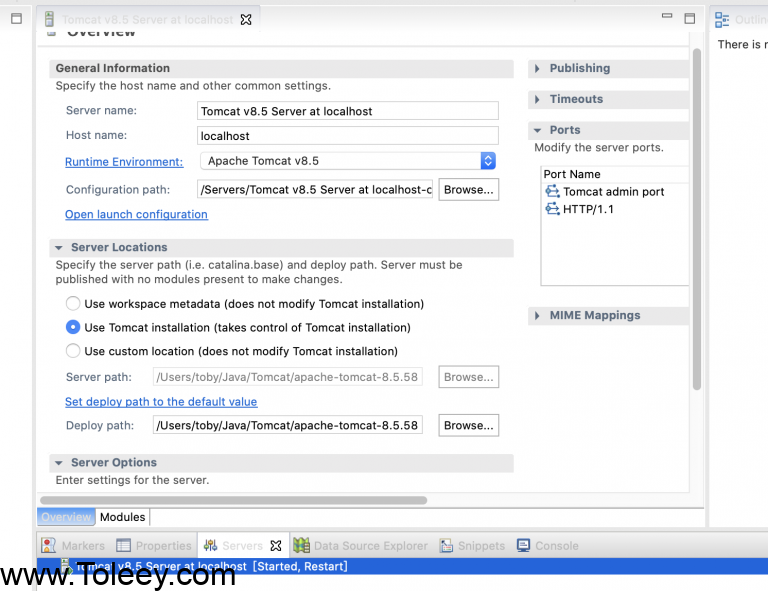 Tomcat v8.5 Server at localhost
Outlin
Overview
There is r
General Information
Specify the host name and other common settings.
Server name:
Tomcat v8.5 Server at localhost
Host name:
localhost
Runtime Environment:
Apache Tomcat v8.5
Configuration path:
/Servers/Tomcat v8.5 Server at localhost-c
Browse...
Open launch configuration
Server Locations
Specify the server path (i.e. catalina.base) and deploy path. Server must be
published with no modules present to make changes.
Use workspace metadata (does not modify Tomcat installation)
Use Tomcat installation (takes control of Tomcat installation)
Use custom location (does not modify Tomcat installation)
Server path:
/Users/toby/Java/Tomcat/apache-tomcat-8.5.58
Browse...
Set deploy path to the default value
Deploy path:
/Users/toby/Java/Tomcat/apache-tomcat-8.5.58
Browse...
Server Options
Enter settings for the server.
Publishing
Timeouts
Ports
Modify the server ports.
Port Name
Tomcat admin port
HTTP/1.1
MIME Mappings
Overview
Modules
Markers
Properties
Servers
Data Source Explorer
Snippets
Console
Tomcat v8.5 Server at localhost [Started, Restart]
www.Toleey.com